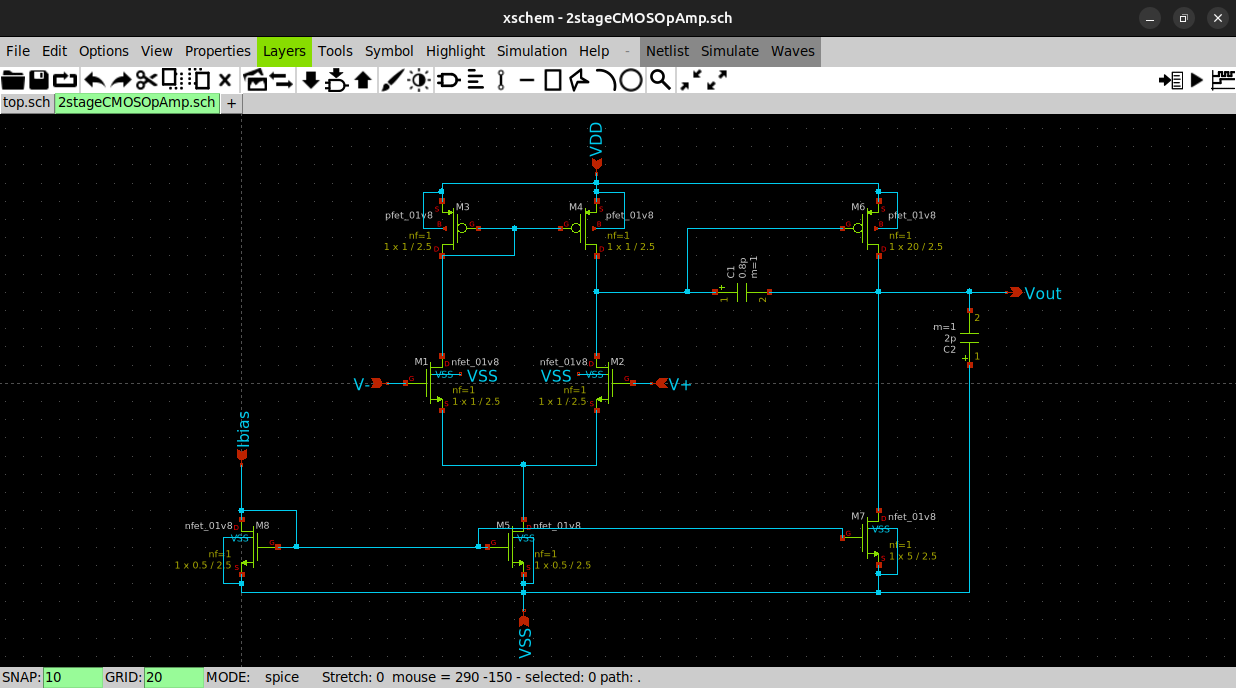 xschem - 2stageCMOSOpAmp.sch
File Edit Options View Properties Layers Tools Symbol Highlight Simulation Help - Netlist Simulate Waves
top.sch 2stageCMOSOpAmp.sch +
VDD
M3
pfet_01v8
S
B
G
D
nf=1
1 x 1 / 2.5
M4
pfet_01v8
S
B
G
D
nf=1
1 x 1 / 2.5
M6
pfet_01v8
S
B
G
D
nf=1
1 x 20 / 2.5
C1
0.8p
m=1
+
1
2
Vout
m=1
2p
C2
2
+
1
M1
nfet_01v8
D
VSS
VSS
V-
G
S
nf=1
1 x 1 / 2.5
nfet_01v8
M2
D
VSS
VSS
V+
G
S
nf=1
1 x 1 / 2.5
Ibias
nfet_01v8
M8
D
VSS
G
S
nf=1
1 x 0.5 / 2.5
M5
nfet_01v8
D
VSS
G
S
nf=1
1 x 0.5 / 2.5
M7
nfet_01v8
D
VSS
G
S
nf=1
1 x 5 / 2.5
VSS
SNAP: 10 GRID: 20 MODE: spice Stretch: 0 mouse = 290 -150 - selected: 0 path: .